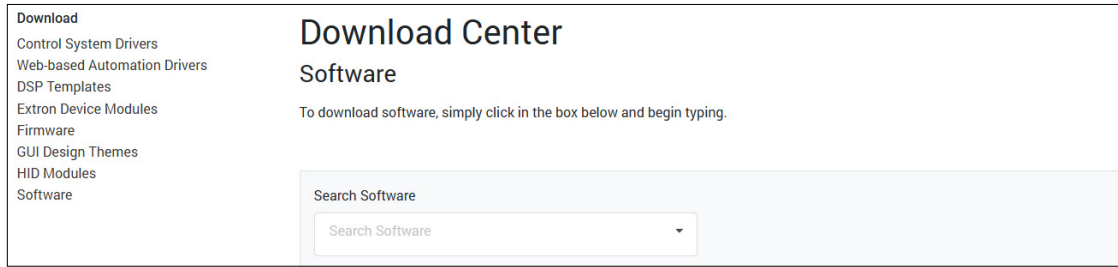 Download
Control System Drivers
Web-based Automation Drivers
DSP Templates
Extron Device Modules
Firmware
GUI Design Themes
HID Modules
Software
Download Center
Software
To download software, simply click in the box below and begin typing.
Search Software
Search Software